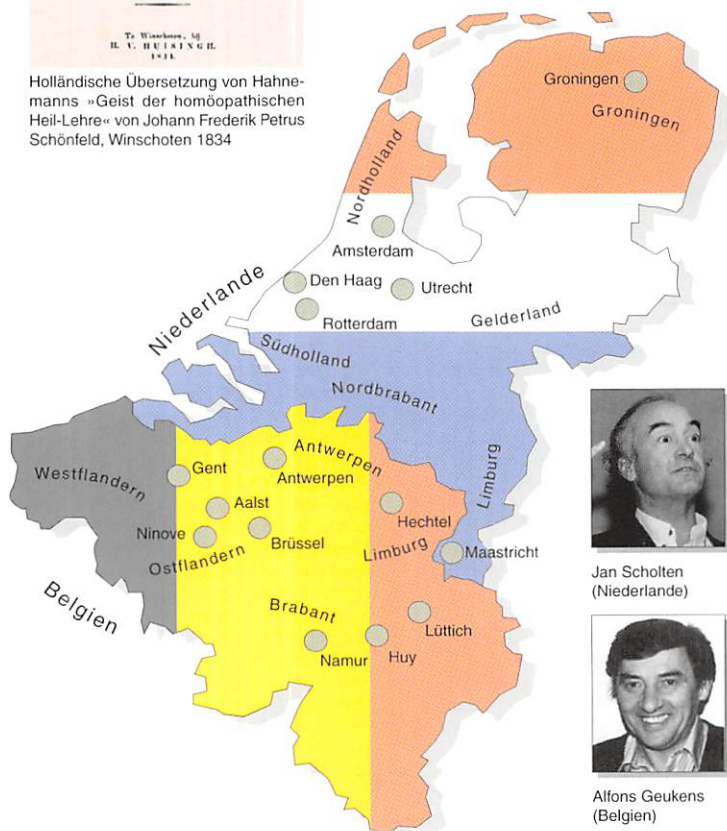 Te Winschoten, bij
H. V. HUISINGH.
1834.
Holländische Übersetzung von Hahne-
manns »Geist der homöopathischen
Heil-Lehre« von Johann Frederik Petrus
Schönfeld, Winschoten 1834
Groningen
Groningen
Nordholland
Amsterdam
Den Haag
Utrecht
Niederlande
Rotterdam
Gelderland
Südholland
Nordbrabant
Antwerpen
Westflandern
Gent
Antwerpen
Limburg
Aalst
Hechtel
Ninove
Brüssel
Limburg
Maastricht
Ostflandern
Belgien
Brabant
Lüttich
Namur
Huy
Jan Scholten
(Niederlande)
Alfons Geukens
(Belgien)